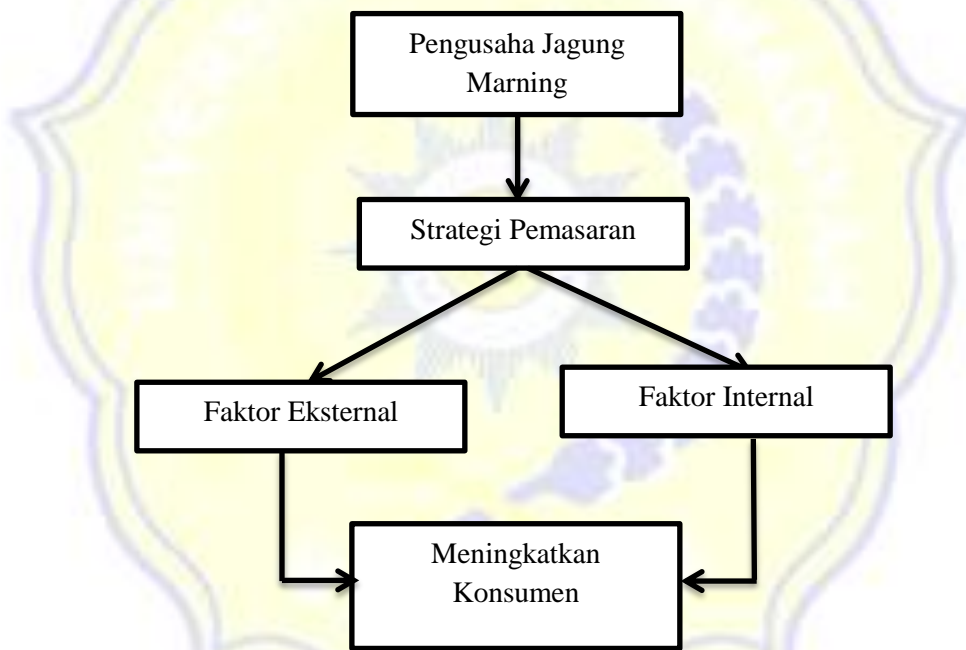 Pengusaha Jagung
Marning
Strategi Pemasaran
Faktor Eksternal
Faktor Internal
Meningkatkan
Konsumen